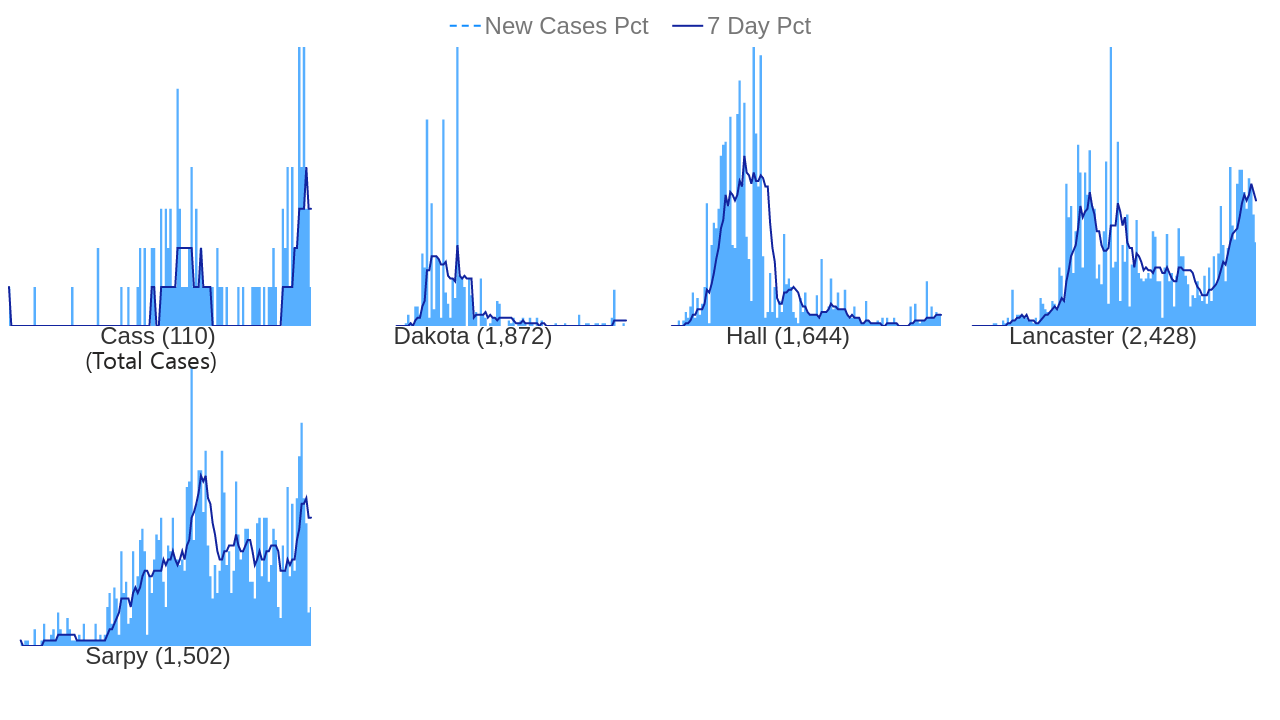 New Cases Pct 7 Day Pct
Cass (110)
(Total Cases)
Dakota (1,872)
Hall (1,644)
Lancaster (2,428)
Sarpy (1,502)